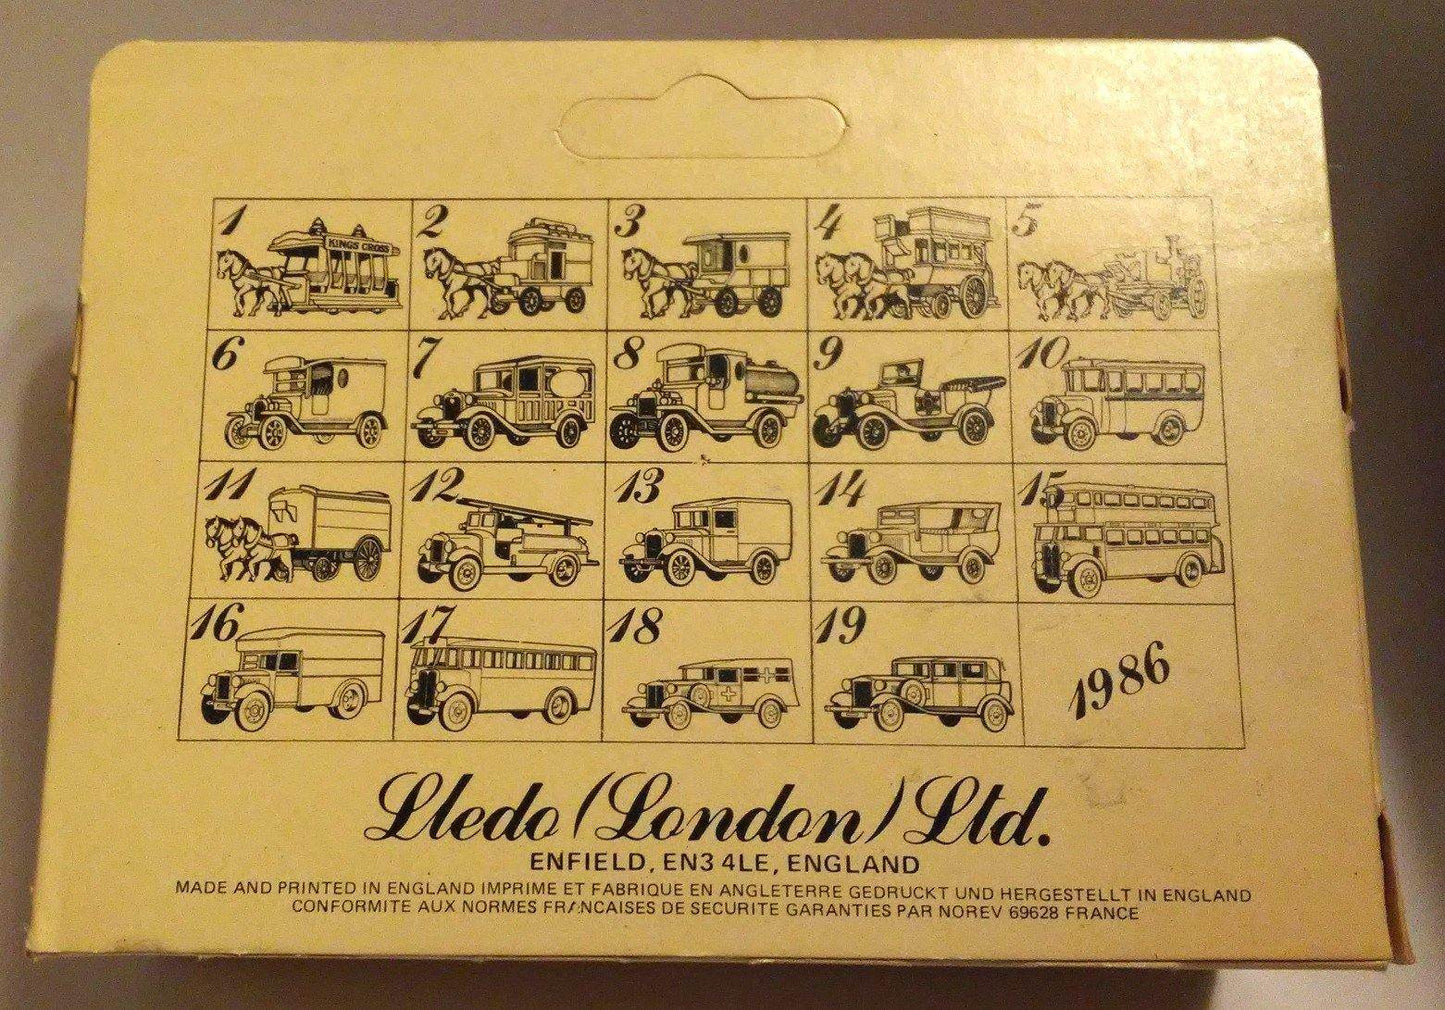 1 2 3 4 5
KINGS CROSS
6 7 8 9 10
11 12 13 14 15
16 17 18 19 1986
Lledo (London) Ltd.
ENFIELD, EN3 4LE, ENGLAND
MADE AND PRINTED IN ENGLAND IMPRIME ET FABRIQUE EN ANGLETERRE GEDRUCKT UND HERGESTELLT IN ENGLAND
CONFORMITE AUX NORMES FRANCAISES DE SECURITE GARANTIES PAR NOREV 69628 FRANCE